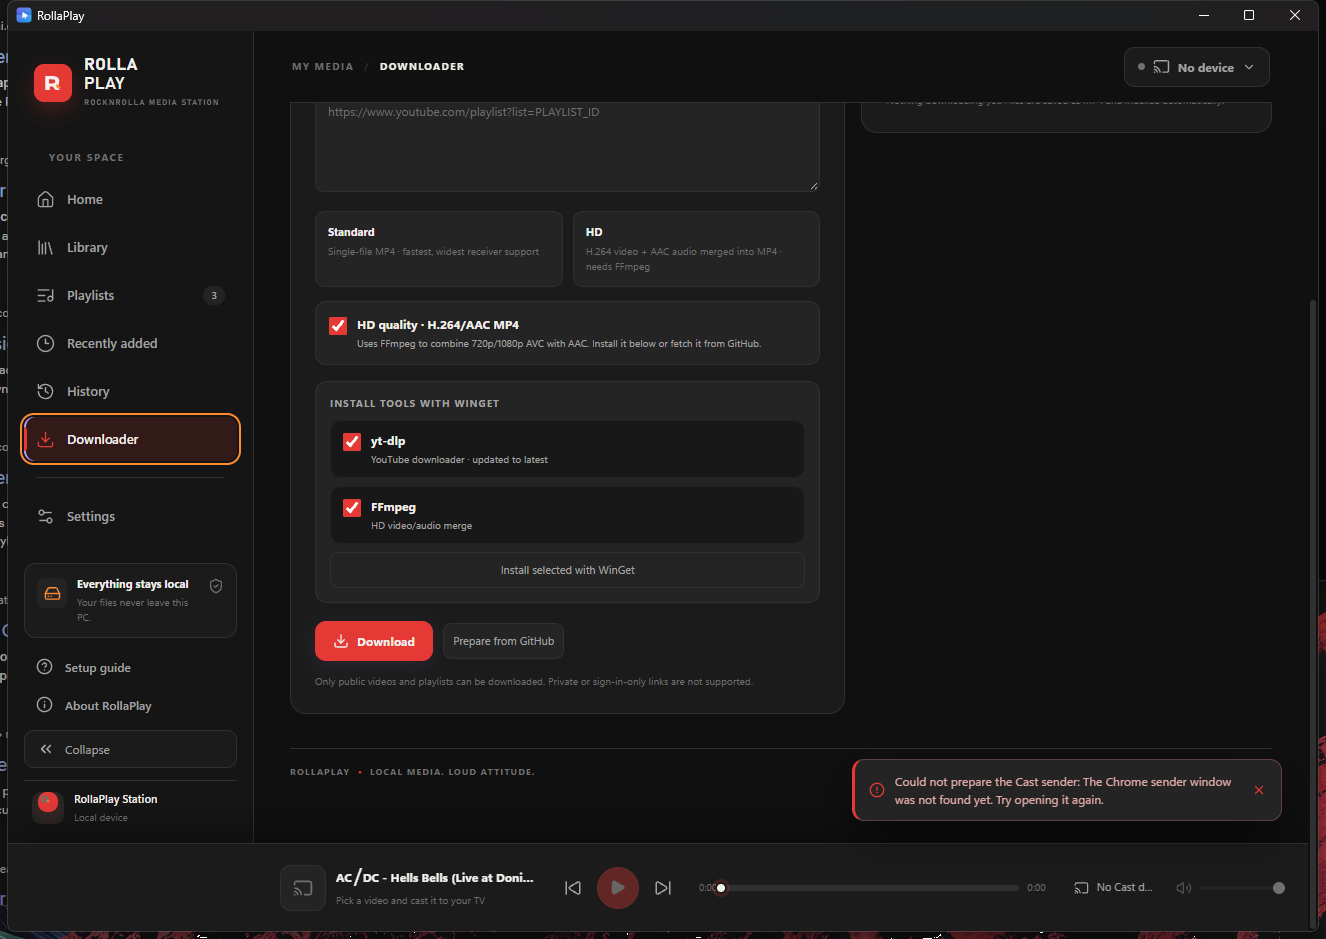 RollaPlay
ROLLA
PLAY
ROCKNROLLA MEDIA STATION
MY MEDIA / DOWNLOADER
No device
YOUR SPACE
Home
Library
Playlists 3
Recently added
History
Downloader
Settings
Everything stays local
Your files never leave this
PC.
Setup guide
About RollaPlay
Collapse
RollaPlay Station
Local device
https://www.youtube.com/playlist?list=PLAYLIST_ID
Standard
Single-file MP4 · fastest, widest receiver support
HD
H.264 video + AAC audio merged into MP4 ·
needs FFmpeg
HD quality · H.264/AAC MP4
Uses FFmpeg to combine 720p/1080p AVC with AAC. Install it below or fetch it from GitHub.
INSTALL TOOLS WITH WINGET
yt-dlp
YouTube downloader · updated to latest
FFmpeg
HD video/audio merge
Install selected with WinGet
Download
Prepare from GitHub
Only public videos and playlists can be downloaded. Private or sign-in-only links are not supported.
ROLLAPLAY • LOCAL MEDIA. LOUD ATTITUDE.
Could not prepare the Cast sender: The Chrome sender window
was not found yet. Try opening it again.
AC/DC - Hells Bells (Live at Doni...
Pick a video and cast it to your TV
0:00
0:00
No Cast d...